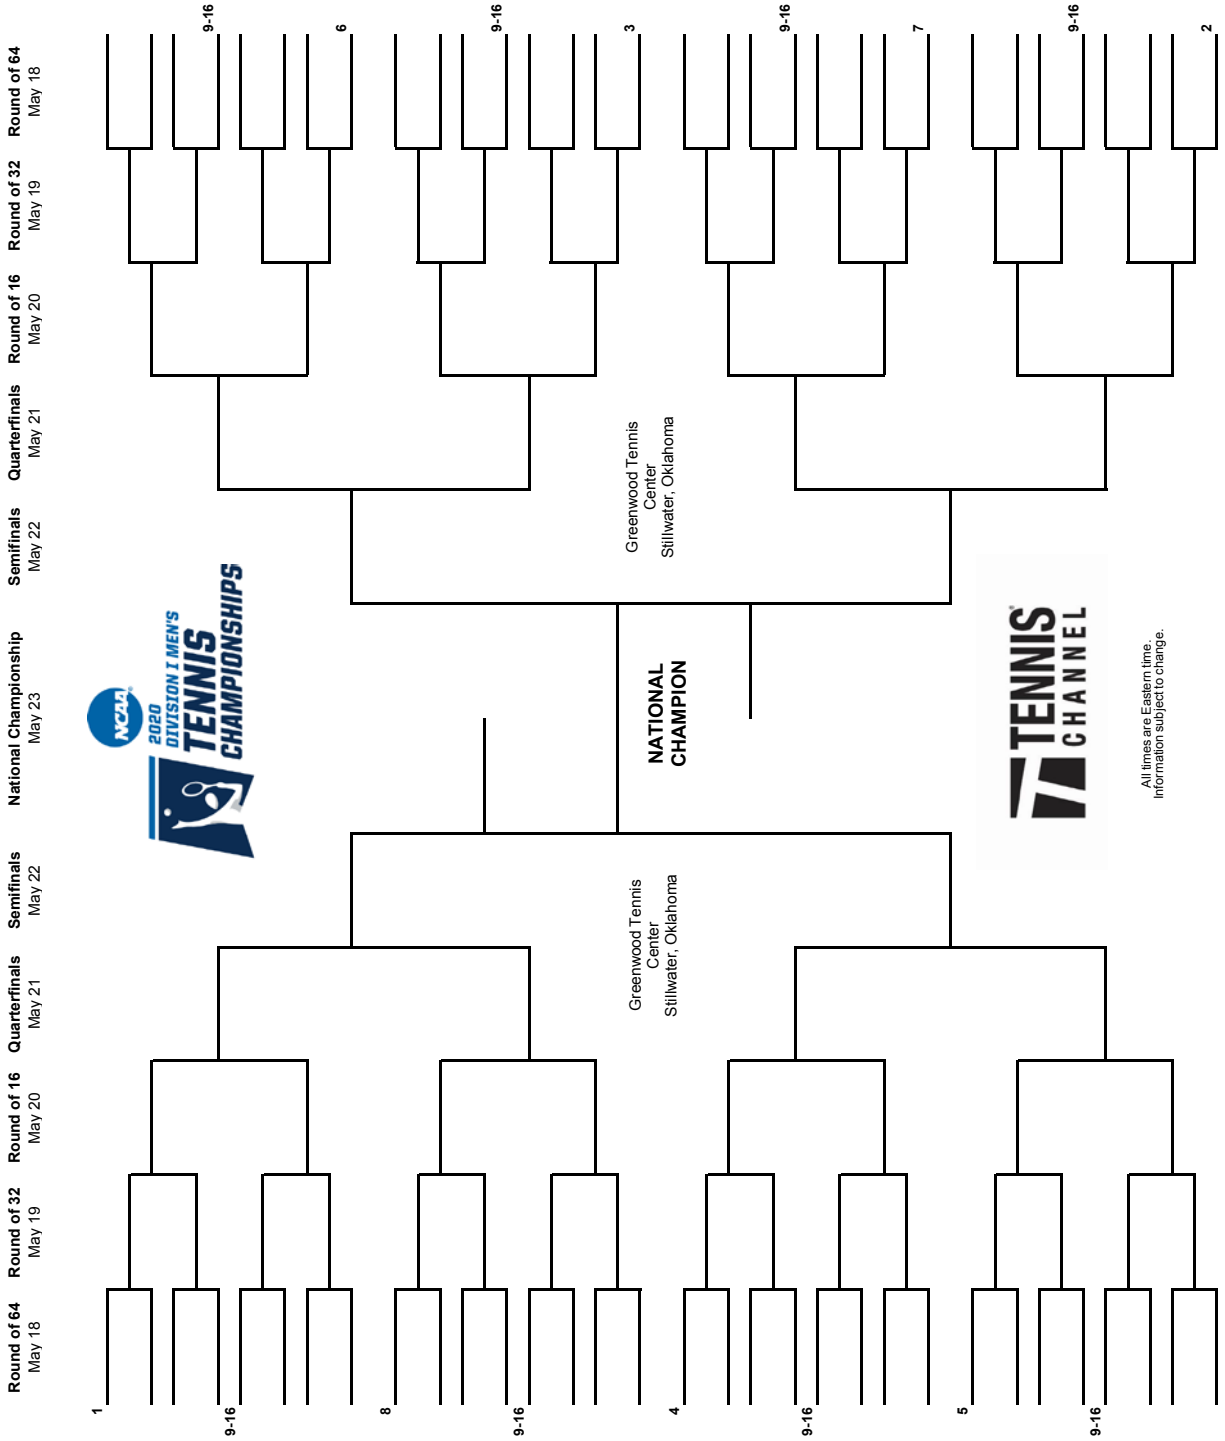 Round of 64
May 18
Round of 32
May 19
Round of 16
May 20
Quarterfinals
May 21
Semifinals
May 22
National Championship
May 23
Semifinals
May 22
Quarterfinals
May 21
Round of 16
May 20
Round of 32
May 19
Round of 64
May 18
1
9-16
8
9-16
4
9-16
5
9-16
NCAA
2020
DIVISION I MEN'S
TENNIS
CHAMPIONSHIPS
Greenwood Tennis
Center
Stillwater, Oklahoma
NATIONAL
CHAMPION
Greenwood Tennis
Center
Stillwater, Oklahoma
TENNIS
CHANNEL
All times are Eastern time.
Information subject to change.
9-16
6
9-16
3
9-16
7
9-16
2